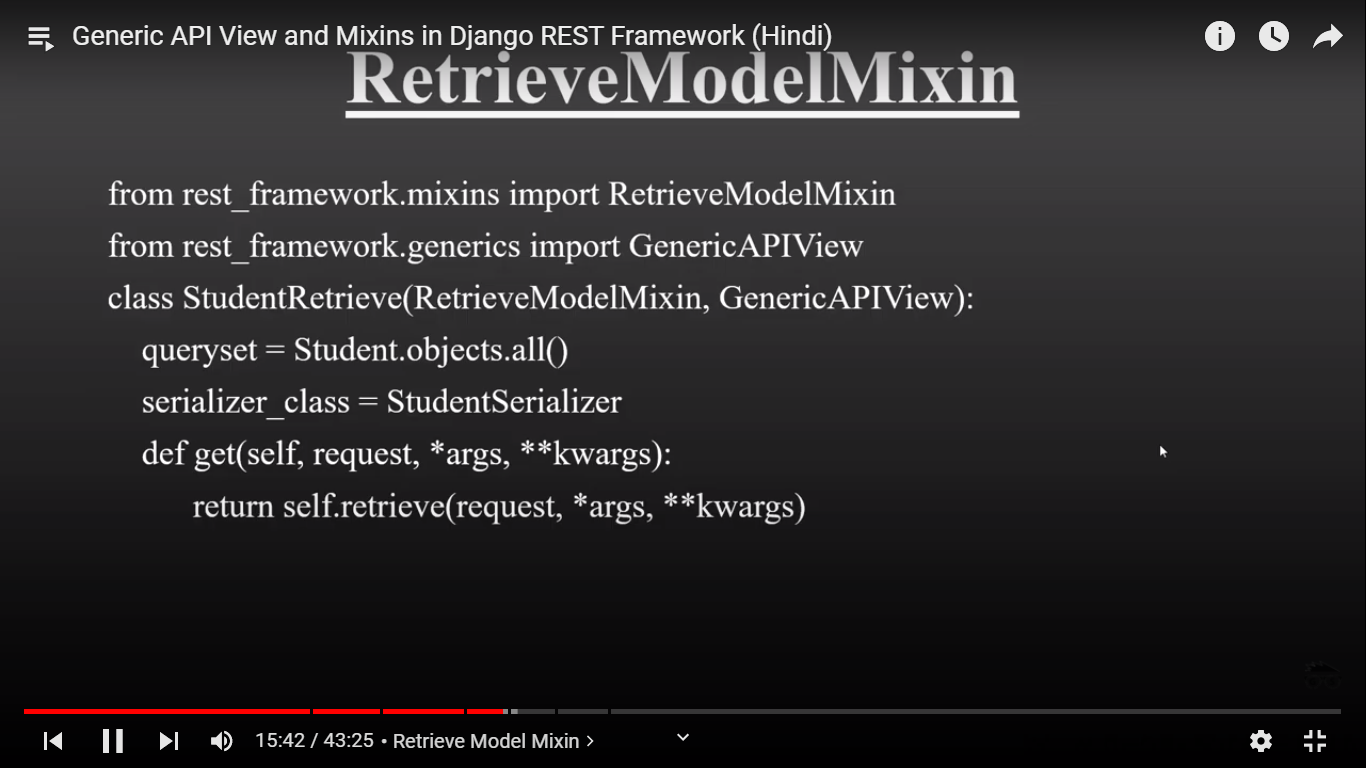 Generic API View and Mixins in Django REST Framework (Hindi)
RetrieveModelMixin
from rest_framework.mixins import RetrieveModelMixin
from rest_framework.generics import GenericAPIView
class StudentRetrieve(RetrieveModelMixin, GenericAPIView):
queryset = Student.objects.all()
serializer_class = StudentSerializer
def get(self, request, *args, **kwargs):
return self.retrieve(request, *args, **kwargs)
15:42 / 43:25 • Retrieve Model Mixin >